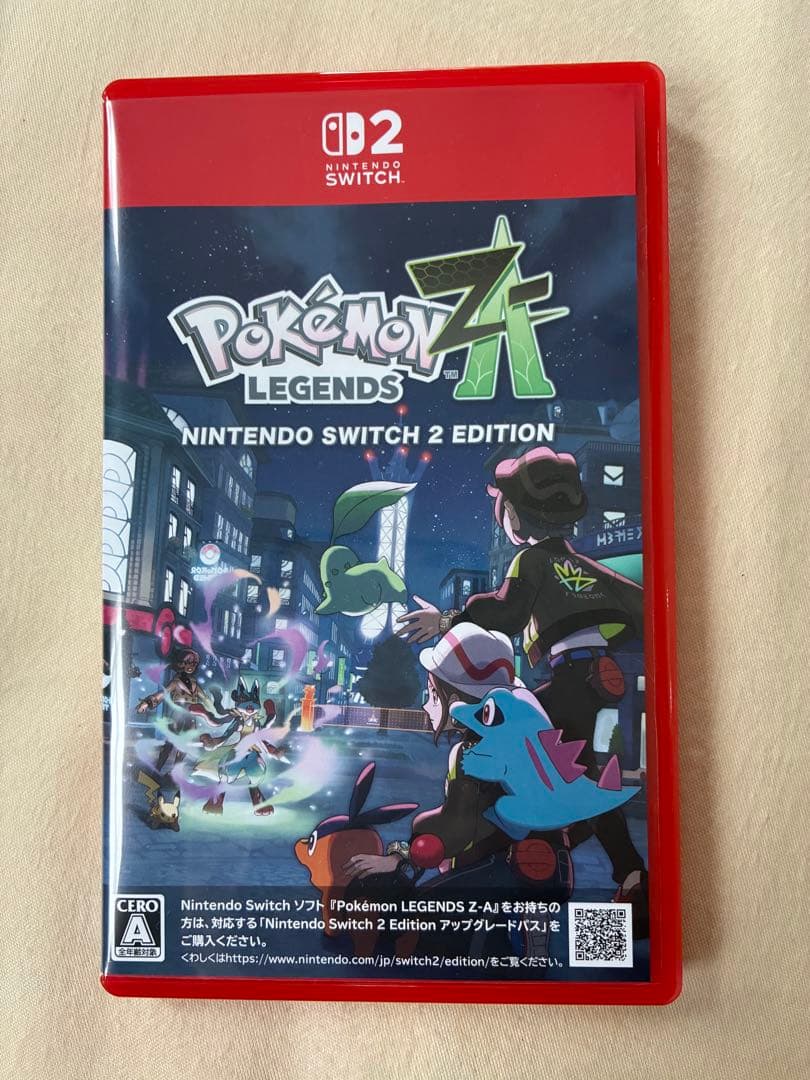 2
NINTENDO
SWITCH™
POKéMON ZA
LEGENDS™
NINTENDO SWITCH 2 EDITION
CERO
A
全年齢対象
Nintendo Switch ソフト『Pokémon LEGENDS Z-A』をお持ちの
方は、対応する「Nintendo Switch 2 Edition アップグレードパス」を
ご購入ください。
くわしくはhttps://www.nintendo.com/jp/switch2/edition/をご覧ください。